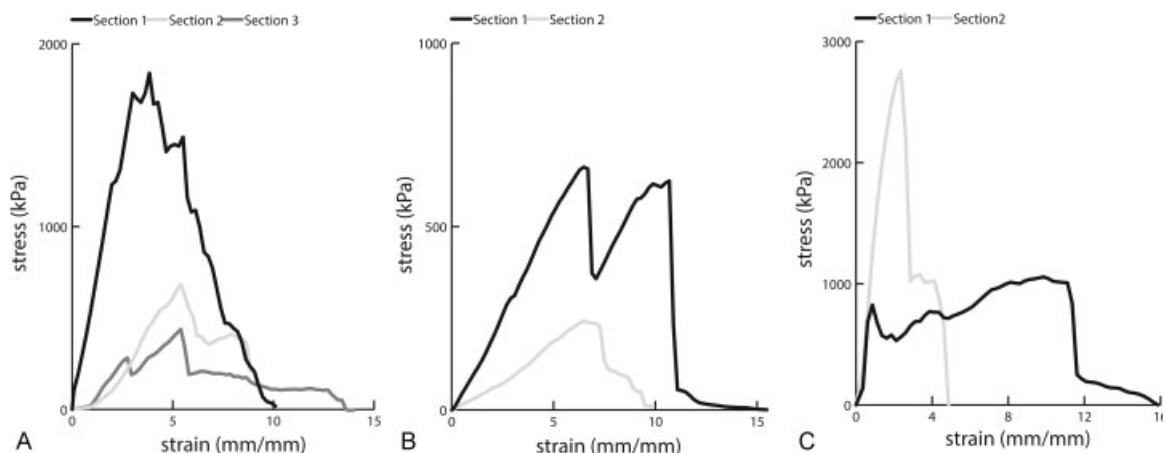 Section 1 Section 2 Section 3
2000
1000
0
stress (kPa)
0 5 10 15
strain (mm/mm)
A
Section 1 Section 2
1000
500
0
stress (kPa)
0 5 10 15
strain (mm/mm)
B
Section 1 Section2
3000
2000
1000
0
stress (kPa)
0 4 8 12 16
strain (mm/mm)
C